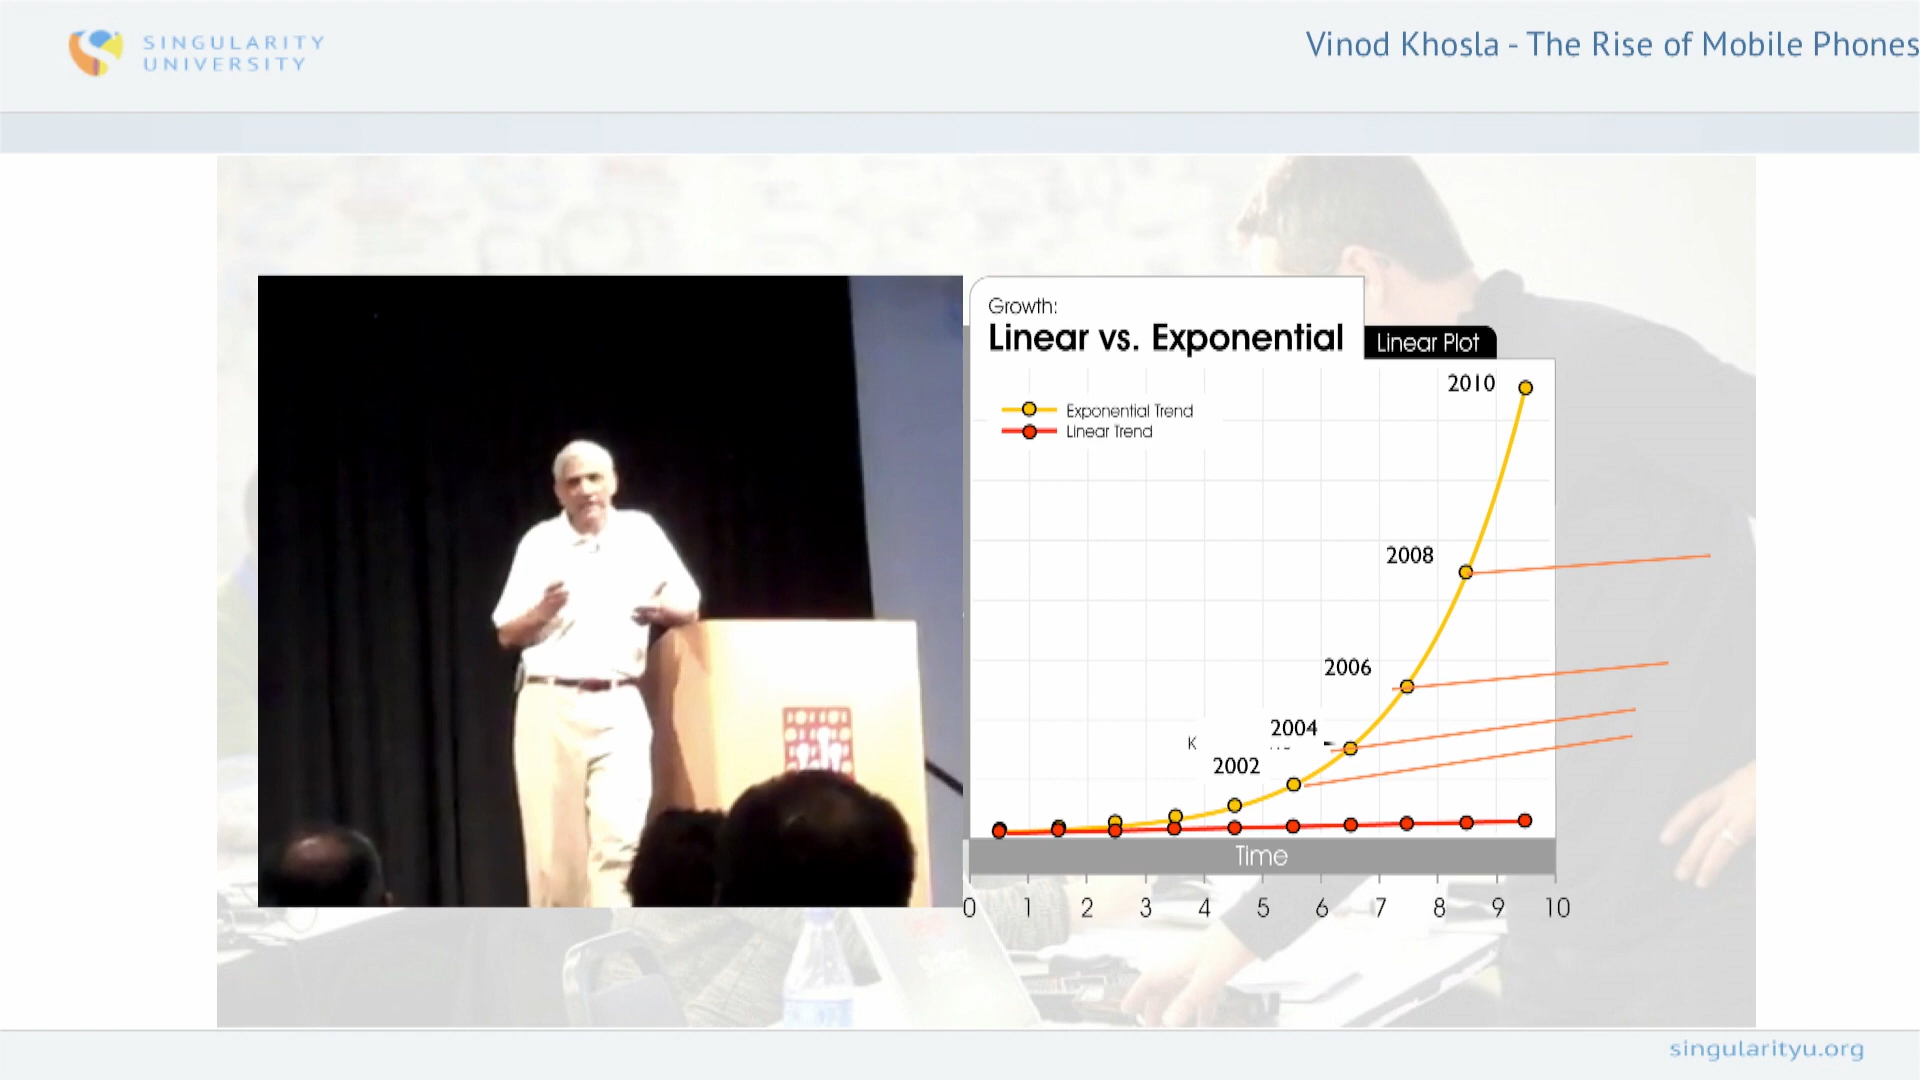 SINGULARITY
UNIVERSITY
Vinod Khosla - The Rise of Mobile Phones
Growth:
Linear vs. Exponential
Linear Plot
Exponential Trend
Linear Trend
2010
2008
2006
2004
K
2002
Time
0 1 2 3 4 5 6 7 8 9 10
singularityu.org